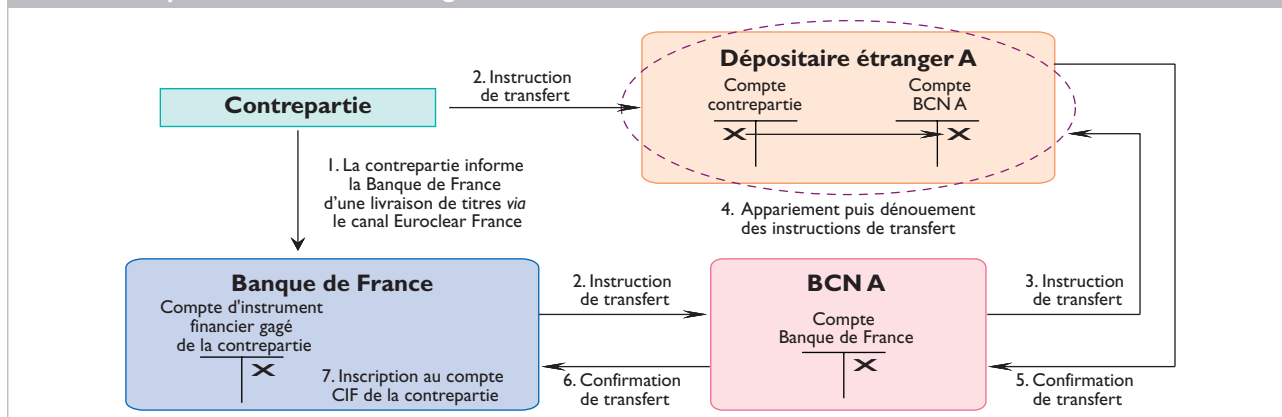 Contrepartie
2. Instruction
de transfert
Dépositaire étranger A
Compte
contrepartie
Compte
BCN A
1. La contrepartie informe
la Banque de France
d'une livraison de titres via
le canal Euroclear France
4. Appariement puis dénouement
des instructions de transfert
Banque de France
Compte d'instrument
financier gagé
de la contrepartie
7. Inscription au compte
CIF de la contrepartie
2. Instruction
de transfert
6. Confirmation
de transfert
BCN A
Compte
Banque de France
3. Instruction
de transfert
5. Confirmation
de transfert